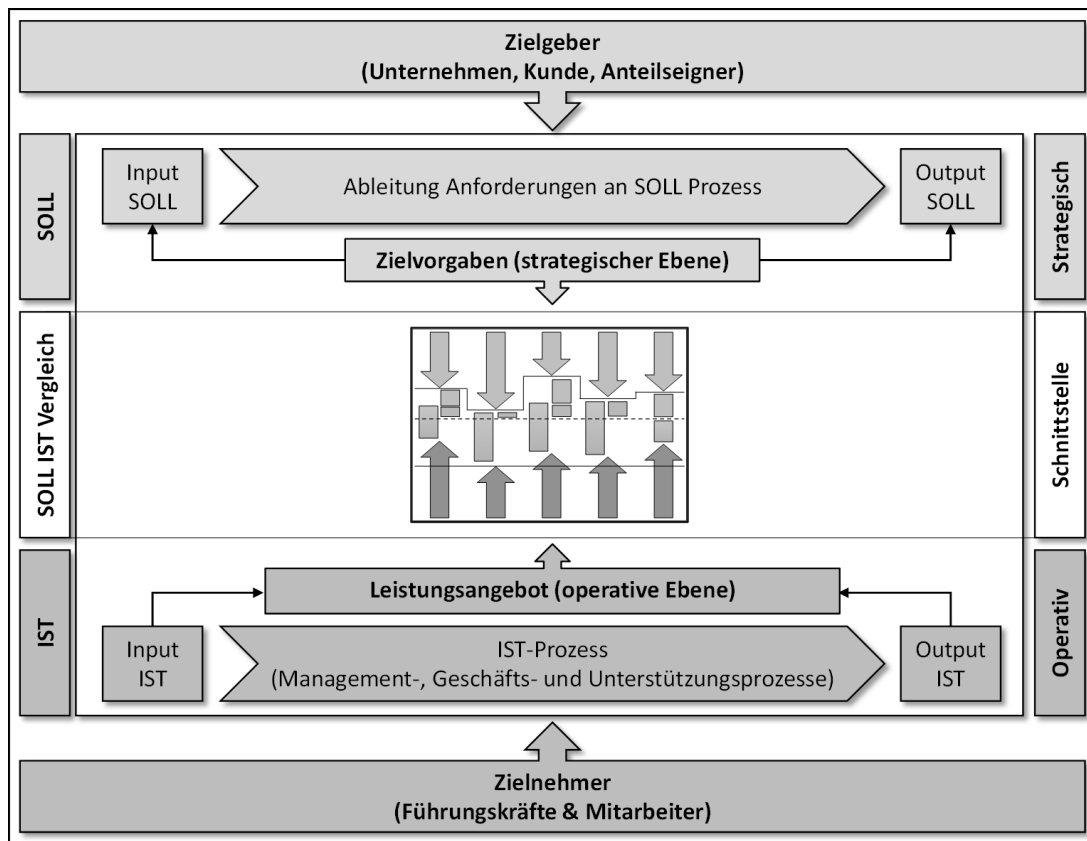 Zielgeber
(Unternehmen, Kunde, Anteilseigner)
SOLL
Input
SOLL
Ableitung Anforderungen an SOLL Prozess
Output
SOLL
Strategisch
Zielvorgaben (strategischer Ebene)
SOLL IST Vergleich
Schnittstelle
IST
Leistungsangebot (operative Ebene)
Operativ
Input
IST
IST-Prozess
(Management-, Geschäfts- und Unterstützungsprozesse)
Output
IST
Zielnehmer
(Führungskräfte & Mitarbeiter)